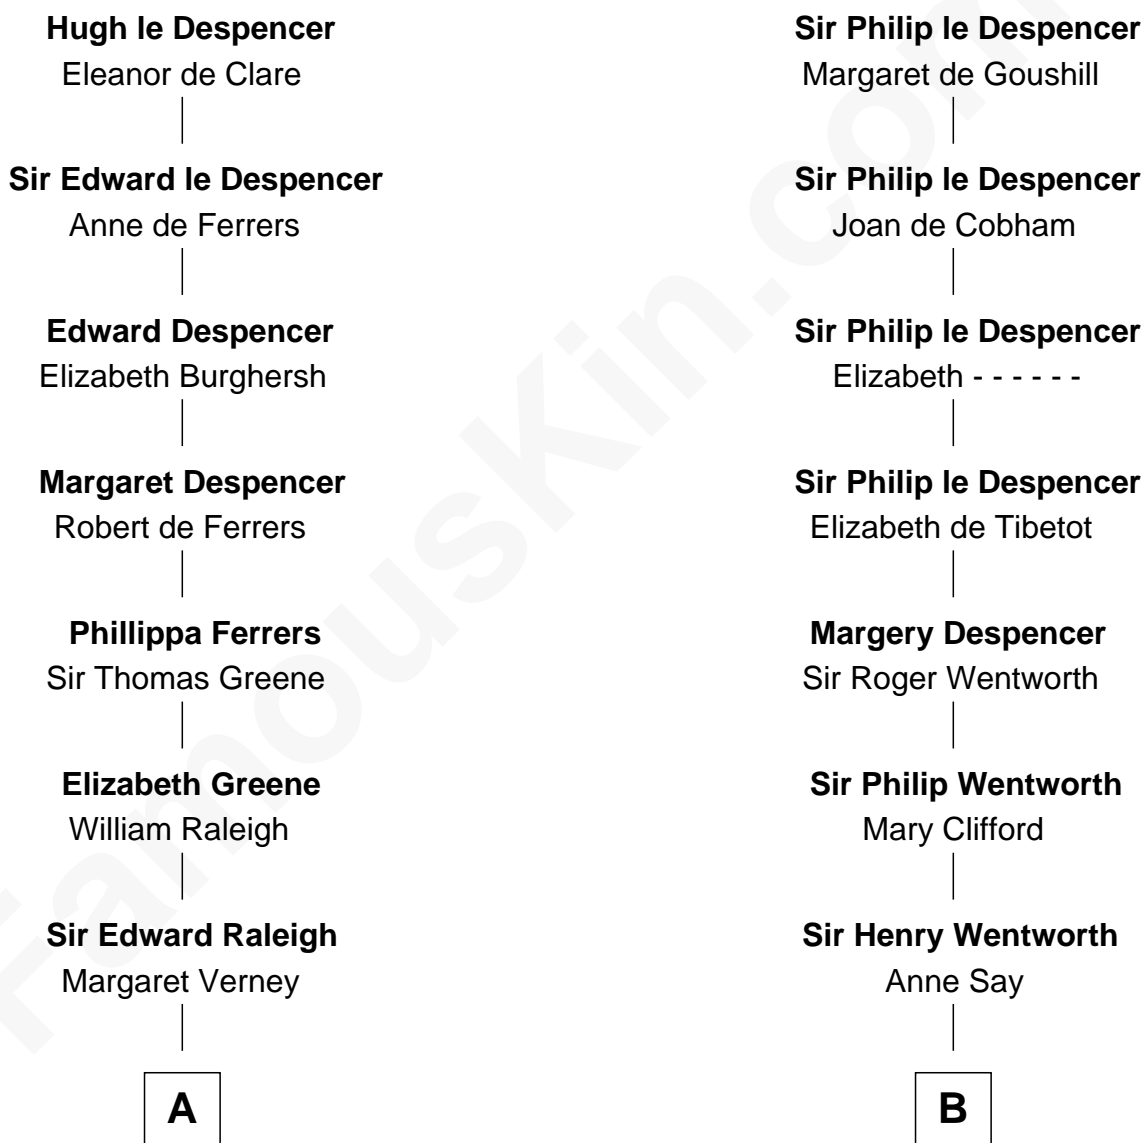 Hugh le Despencer
Eleanor de Clare
Sir Edward le Despencer
Anne de Ferrers
Edward Despencer
Elizabeth Burghersh
Margaret Despencer
Robert de Ferrers
Phillippa Ferrers
Sir Thomas Greene
Elizabeth Greene
William Raleigh
Sir Edward Raleigh
Margaret Verney
A
Sir Philip le Despencer
Margaret de Goushill
Sir Philip le Despencer
Joan de Cobham
Sir Philip le Despencer
Elizabeth - - - - - -
Sir Philip le Despencer
Elizabeth de Tibetot
Margery Despencer
Sir Roger Wentworth
Sir Philip Wentworth
Mary Clifford
Sir Henry Wentworth
Anne Say
B
FamousKin.com